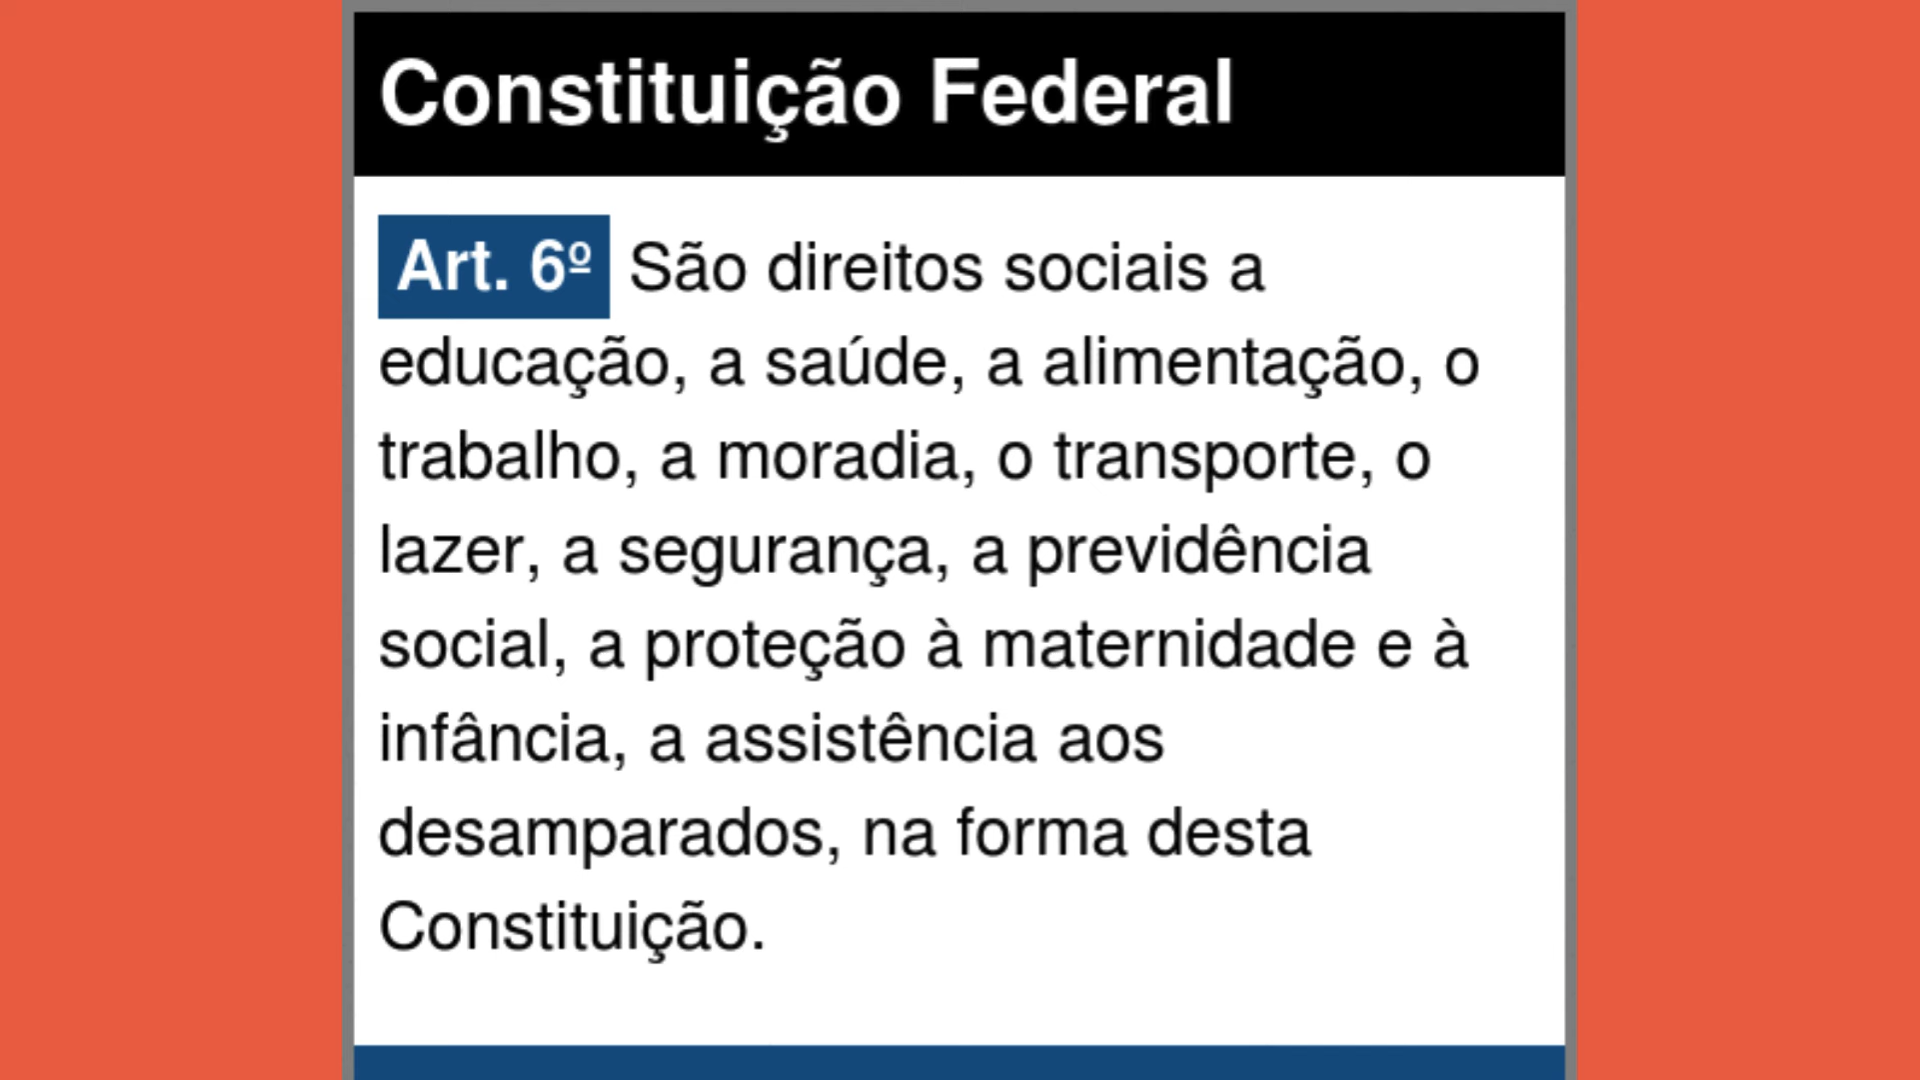 Constituição Federal
Art. 6º São direitos sociais a
educação, a saúde, a alimentação, o
trabalho, a moradia, o transporte, o
lazer, a segurança, a previdência
social, a proteção à maternidade e à
infância, a assistência aos
desamparados, na forma desta
Constituição.